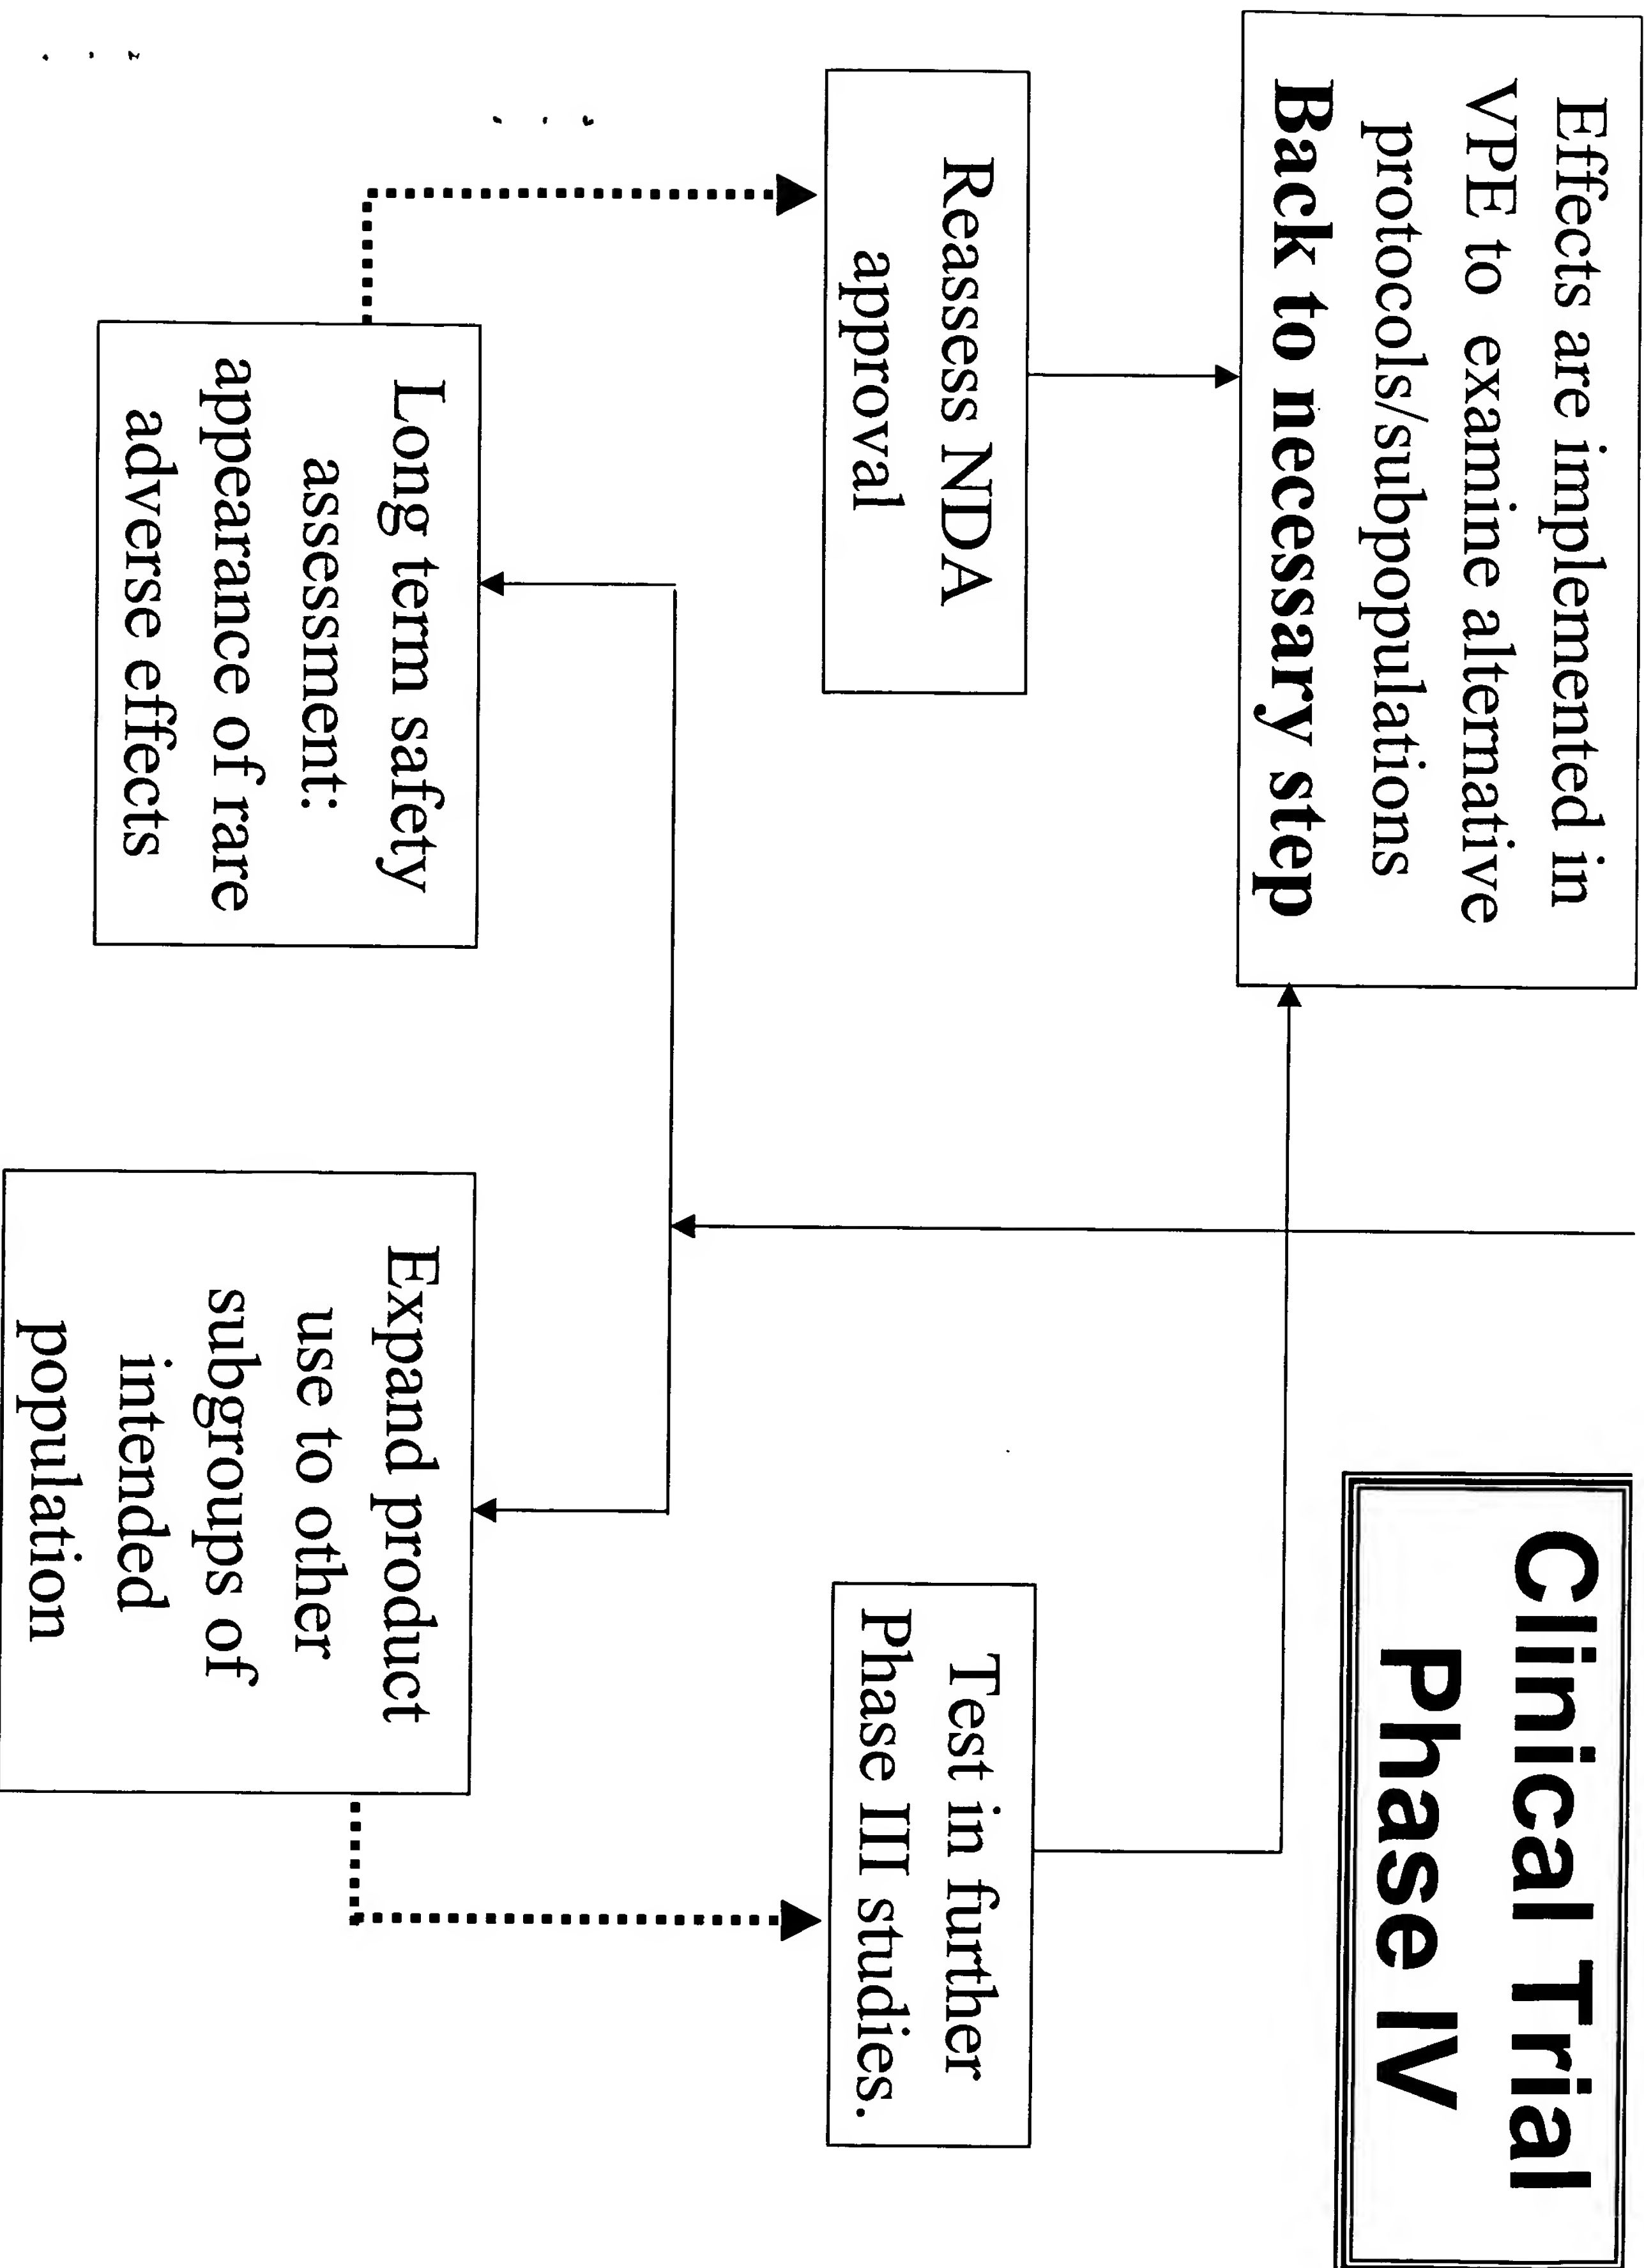 Clinical Trial
Phase IV
Effects are implemented in
VPE to examine alternative
protocols/subpopulations
Back to necessary step
Reassess NDA
approval
Test in further
Phase III studies.
Long term safety
assessment:
appearance of rare
adverse effects
Expand product
use to other
subgroups of
intended
population